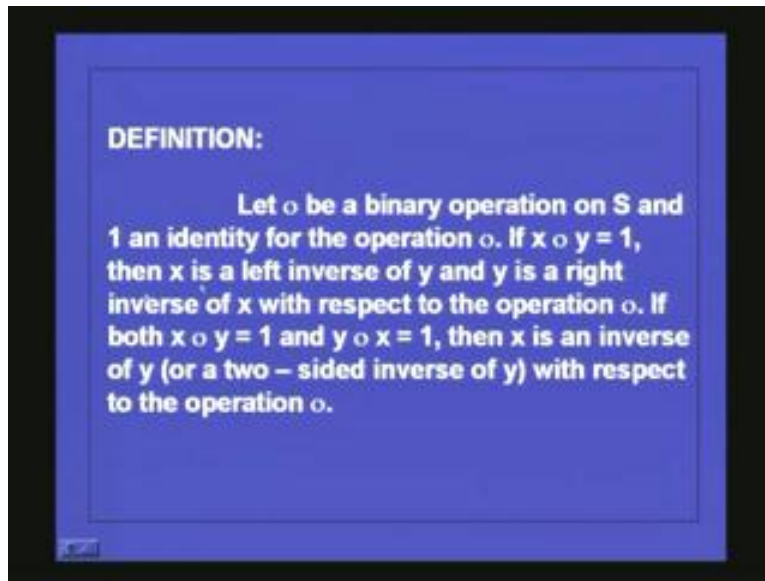 DEFINITION:
Let o be a binary operation on S and
1 an identity for the operation o. If x o y = 1,
then x is a left inverse of y and y is a right
inverse of x with respect to the operation o. If
both x o y = 1 and y o x = 1, then x is an inverse
of y (or a two – sided inverse of y) with respect
to the operation o.